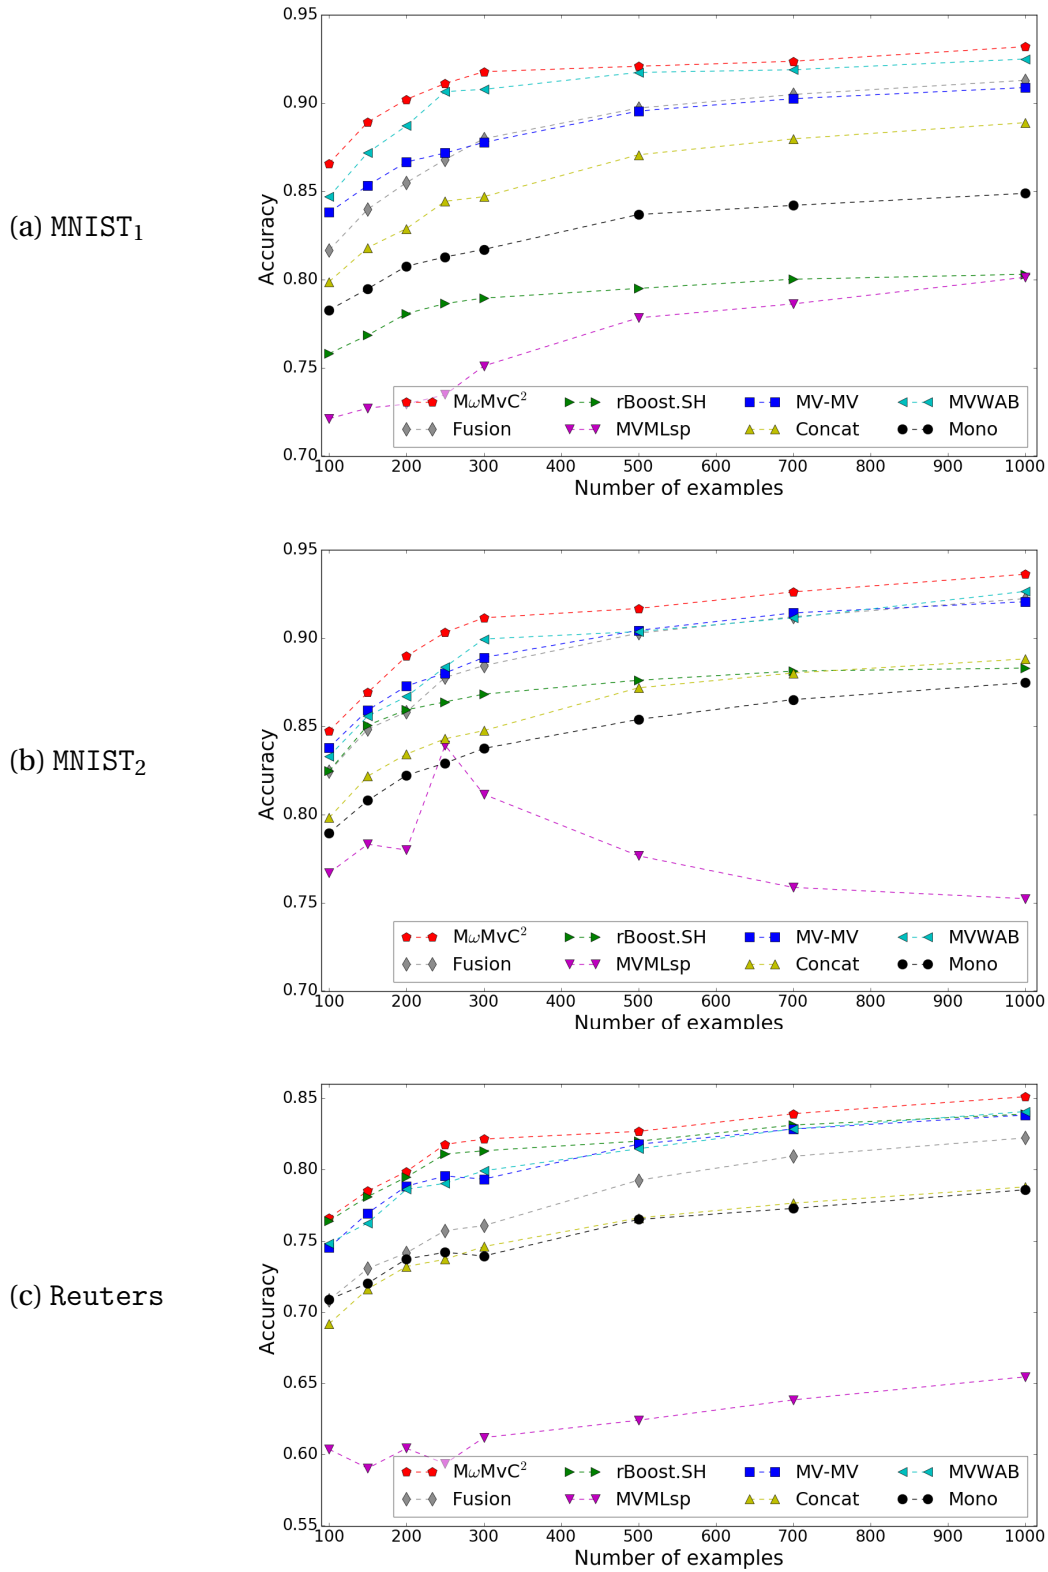 0.95
0.90
0.85
0.80
0.75
0.70
Accuracy
(a) MNIST₁
MωMvC² rBoost.SH MV-MV MVWAB
Fusion MVMLsp Concat Mono
100 200 300 400 500 600 700 800 900 1000
Number of examples
0.95
0.90
0.85
0.80
0.75
0.70
Accuracy
(b) MNIST₂
MωMvC² rBoost.SH MV-MV MVWAB
Fusion MVMLsp Concat Mono
100 200 300 400 500 600 700 800 900 1000
Number of examples
0.85
0.80
0.75
0.70
0.65
0.60
0.55
Accuracy
(c) Reuters
MωMvC² rBoost.SH MV-MV MVWAB
Fusion MVMLsp Concat Mono
100 200 300 400 500 600 700 800 900 1000
Number of examples